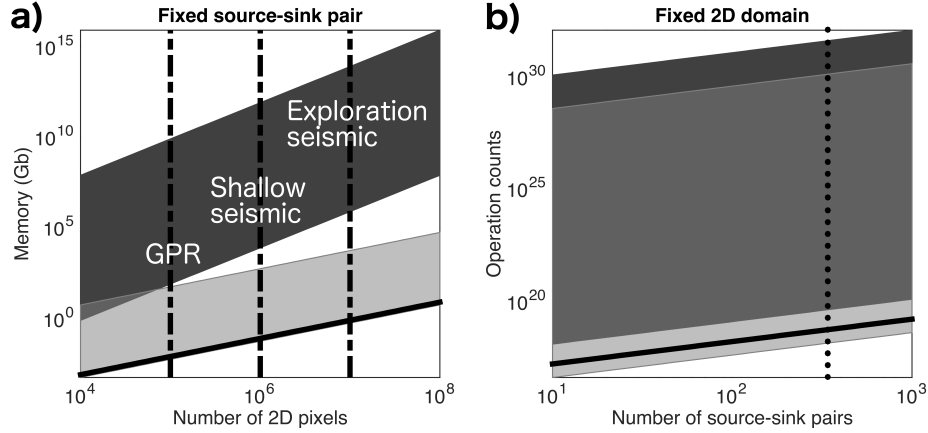 a)
Fixed source-sink pair
Memory (Gb)
10^15
10^10
10^5
10^0
Exploration
seismic
Shallow
seismic
GPR
10^4
10^6
10^8
Number of 2D pixels
b)
Fixed 2D domain
Operation counts
10^30
10^25
10^20
10^1
10^2
10^3
Number of source-sink pairs